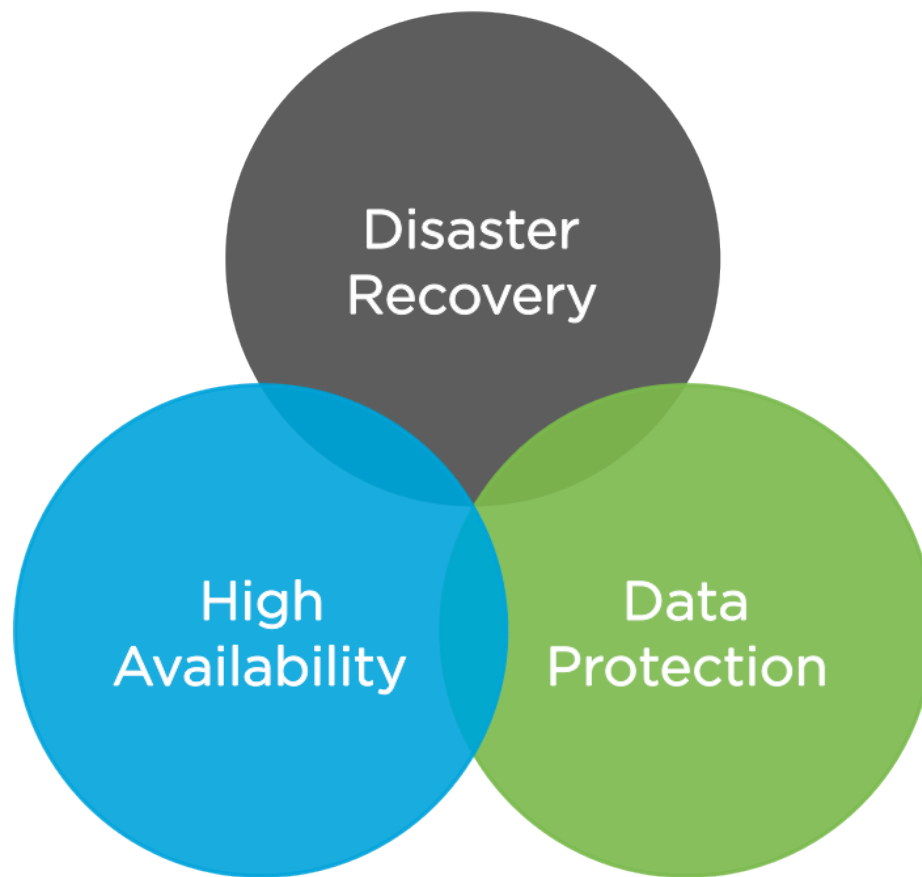 Disaster
Recovery
High
Availability
Data
Protection